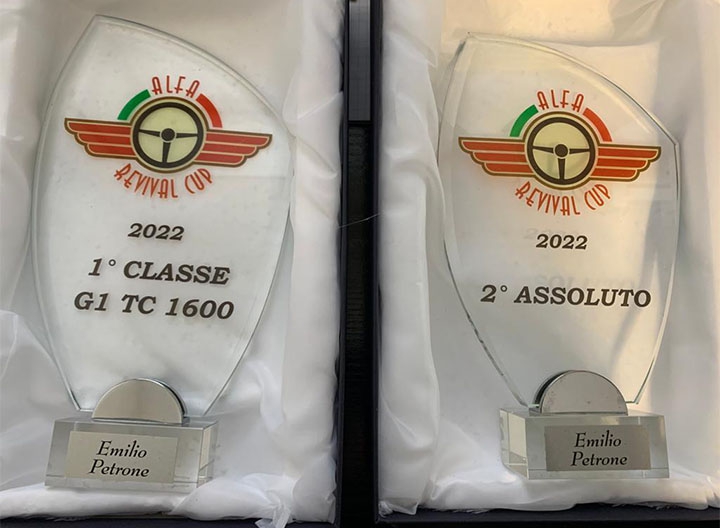 ALFA
REVIVAL CUP
2022
1° CLASSE
G1 TC 1600
Emilio
Petrone
ALFA
REVIVAL CUP
2022
2° ASSOLUTO
Emilio
Petrone